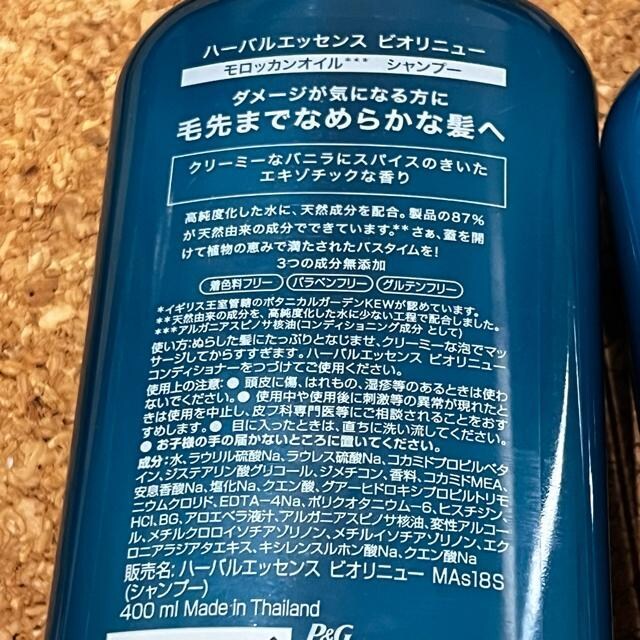 ハーバルエッセンス ビオリニュー
モロッカンオイル*** シャンプー
ダメージが気になる方に
毛先までなめらかな髪へ
クリーミーなバニラにスパイスのきいた
エキゾチックな香り
高純度化した水に、天然成分を配合。製品の87%
が天然由来の成分でできています。**さぁ、蓋を開
けて植物の恵みで満たされたバスタイムを!
3つの成分無添加
着色料フリー パラベンフリー グルテンフリー
*イギリス王室管轄のボタニカルガーデンKEWが認めています。
**天然由来の成分を、高純度化した水に少ない工程で配合しました。
***アルガニアスピノサ核油(コンディショニング成分 として)
使い方:ぬらした髪にたっぷりとなじませ、クリーミーな泡でマッ
サージしてからすすぎます。ハーバルエッセンス ビオリニュー
コンディショナーをつづけてご使用ください。
使用上の注意:● 頭皮に傷、はれもの、湿疹等のあるときは使わ
ないでください。● 使用中や使用後に刺激等の異常が現れたと
きは使用を中止し、皮フ科専門医等にご相談されることをおす
すめします。● 目に入ったときは、直ちに洗い流してください。
● お子様の手の届かないところに置いてください。
成分:水、ラウリル硫酸Na、ラウレス硫酸Na、コカミドプロピルベタ
イン、ジステアリン酸グリコール、ジメチコン、香料、コカミドMEA、
安息香酸Na、塩化Na、クエン酸、グアーヒドロキシプロピルトリモ
ニウムクロリド、EDTA-4Na、ポリクオタニウム-6、ヒスチジン、
HCl、BG、アロエベラ液汁、アルガニアスピノサ核油、変性アルコー
ル、メチルクロロイソチアゾリノン、メチルイソチアゾリノン、エク
ロニアラジアタエキス、キシレンスルホン酸Na、クエン酸Na
販売名: ハーバルエッセンス ビオリニュー MAs18S
(シャンプー)
400 ml Made in Thailand
P&G